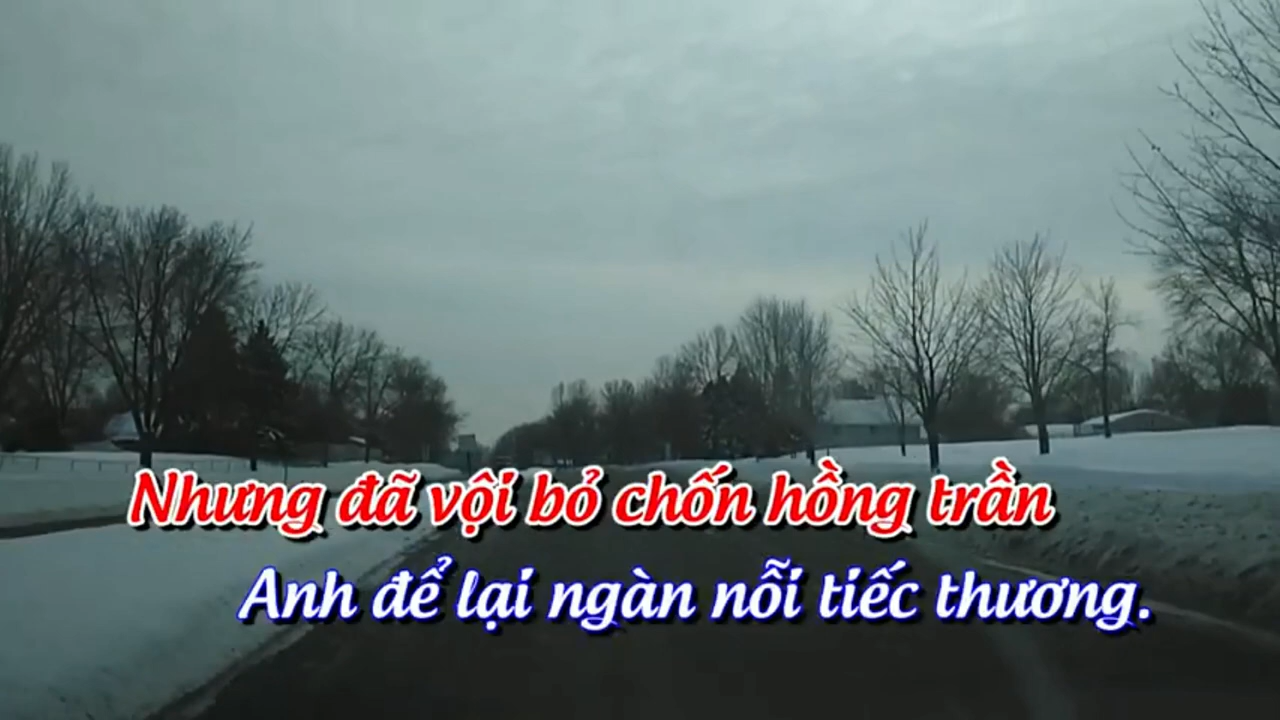 Nhưng đã vội bỏ chốn hồng trần
Anh để lại ngàn nỗi tiếc thương.